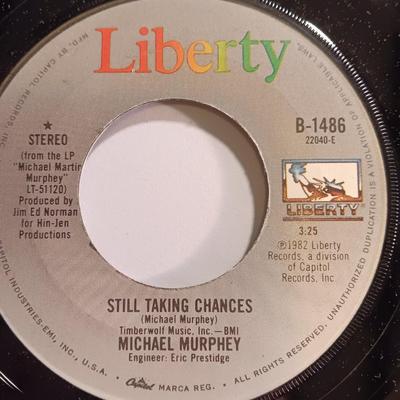 Liberty
★
STEREO
(from the LP
"Michael Martin
Murphey"
LT-51120)
Produced by
Jim Ed Norman
for Hin-Jen
Productions
B-1486
22040-E
LIBERTY
3:25
℗1982 Liberty
Records, a division
of Capitol
Records, Inc.
STILL TAKING CHANCES
(Michael Murphey)
Timberwolf Music, Inc.—BMI
MICHAEL MURPHEY
Engineer: Eric Prestidge
MFG. BY CAPITOL RECORDS,
INDUSTRIES-EMI, INC., U.S.A.
Capitol MARCA REG.
ALL RIGHTS RESERVED. UNAUTHORIZED DUPLICATION IS A VIOLATION OF APPLICABLE LAWS.